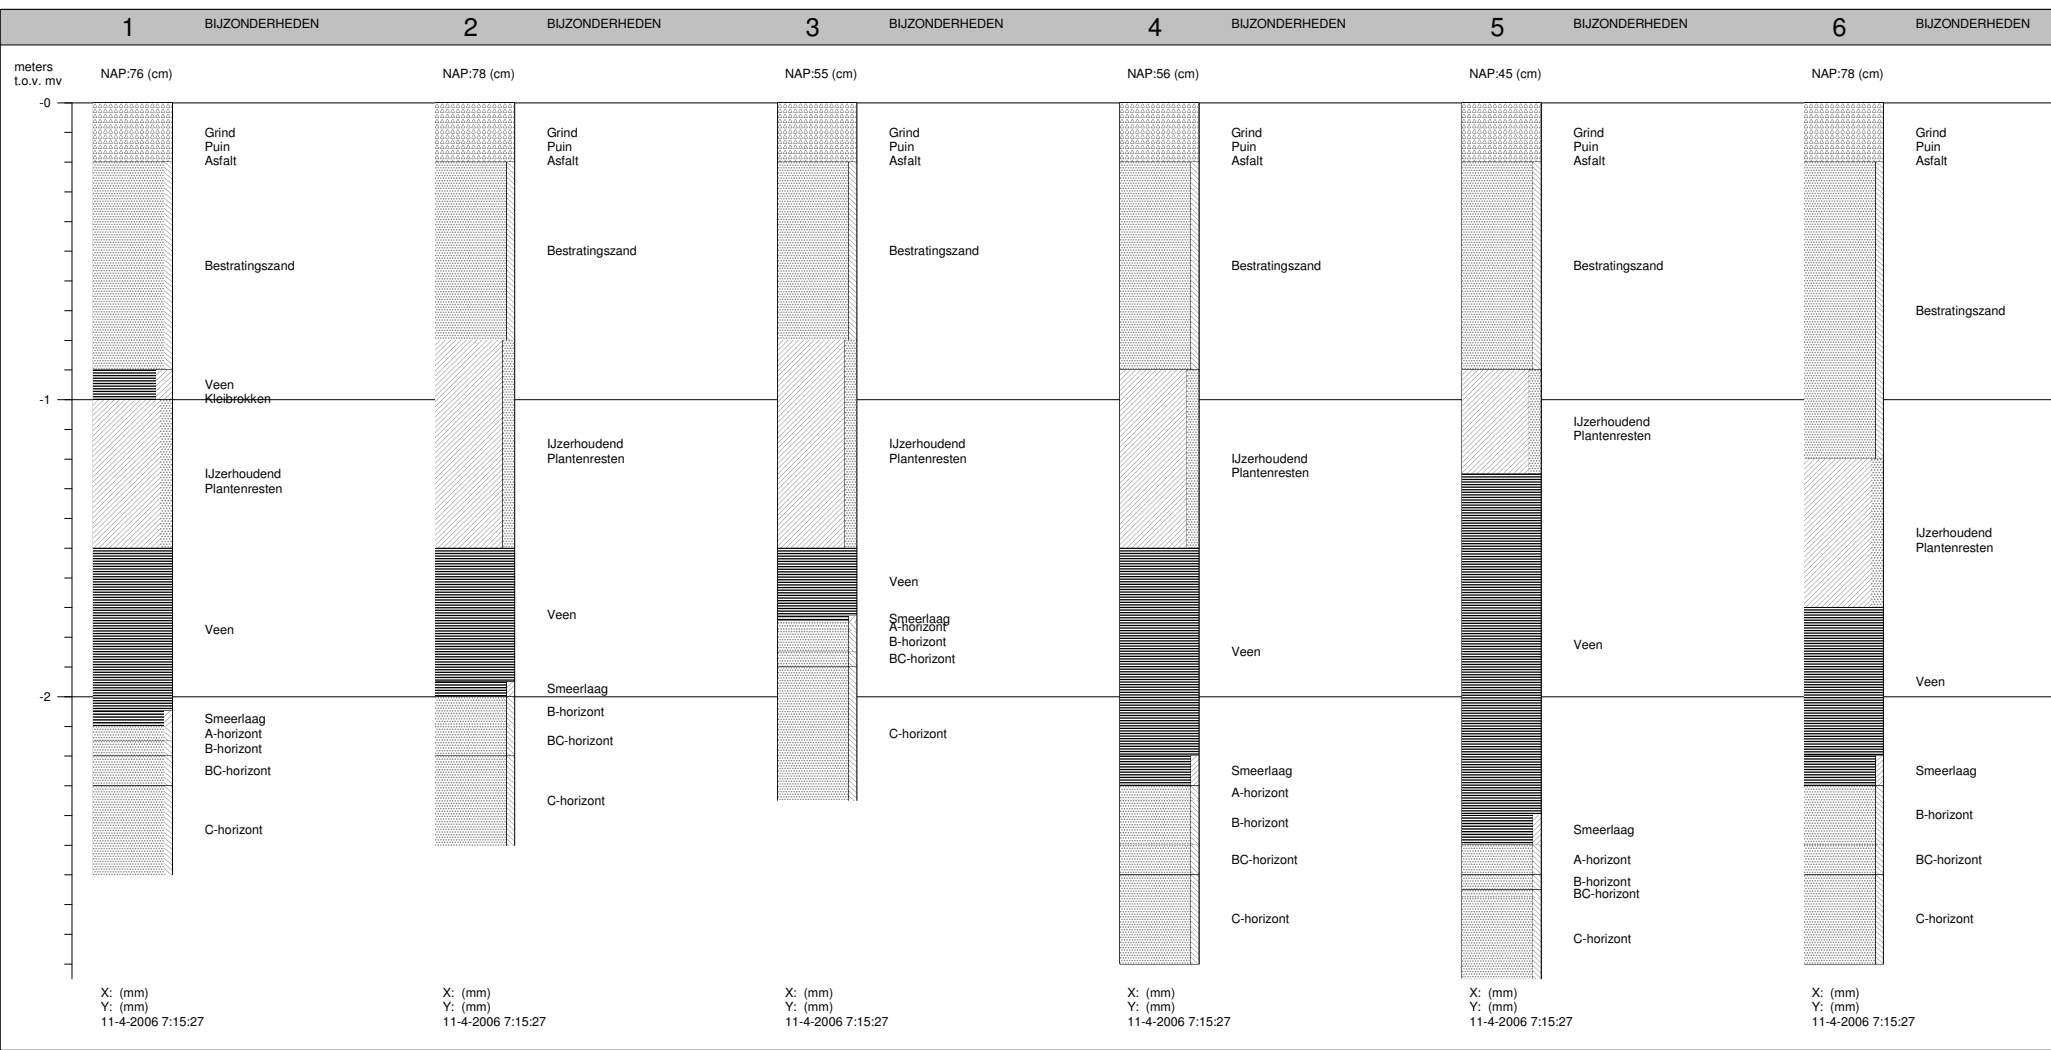 1 BIJZONDERHEDEN 2 BIJZONDERHEDEN 3 BIJZONDERHEDEN 4 BIJZONDERHEDEN 5 BIJZONDERHEDEN 6 BIJZONDERHEDEN
meters
t.o.v. mv
-0
-1
-2
NAP:76 (cm)
Grind
Puin
Asfalt
Bestratingszand
Veen
Kleibrokken
IJzerhoudend
Plantenresten
Veen
Smeerlaag
A-horizont
B-horizont
BC-horizont
C-horizont
X: (mm)
Y: (mm)
11-4-2006 7:15:27
NAP:78 (cm)
Grind
Puin
Asfalt
Bestratingszand
IJzerhoudend
Plantenresten
Veen
Smeerlaag
B-horizont
BC-horizont
C-horizont
X: (mm)
Y: (mm)
11-4-2006 7:15:27
NAP:55 (cm)
Grind
Puin
Asfalt
Bestratingszand
IJzerhoudend
Plantenresten
Veen
Smeerlaag
A-horizont
B-horizont
BC-horizont
C-horizont
X: (mm)
Y: (mm)
11-4-2006 7:15:27
NAP:56 (cm)
Grind
Puin
Asfalt
Bestratingszand
IJzerhoudend
Plantenresten
Veen
Smeerlaag
A-horizont
B-horizont
BC-horizont
C-horizont
X: (mm)
Y: (mm)
11-4-2006 7:15:27
NAP:45 (cm)
Grind
Puin
Asfalt
Bestratingszand
IJzerhoudend
Plantenresten
Veen
Smeerlaag
A-horizont
B-horizont
BC-horizont
C-horizont
X: (mm)
Y: (mm)
11-4-2006 7:15:27
NAP:78 (cm)
Grind
Puin
Asfalt
Bestratingszand
IJzerhoudend
Plantenresten
Veen
Smeerlaag
B-horizont
BC-horizont
C-horizont
X: (mm)
Y: (mm)
11-4-2006 7:15:27